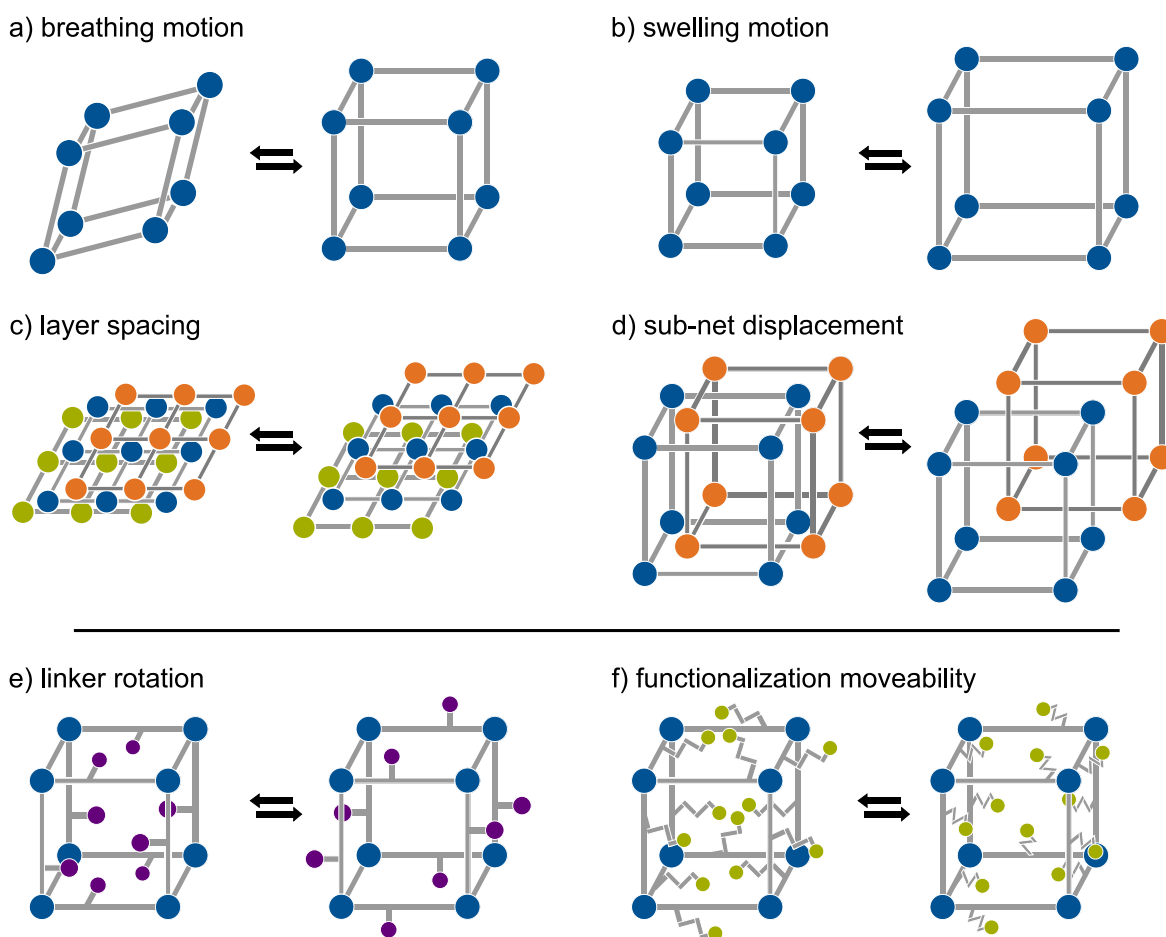 a) breathing motion
b) swelling motion
c) layer spacing
d) sub-net displacement
e) linker rotation
f) functionalization moveability